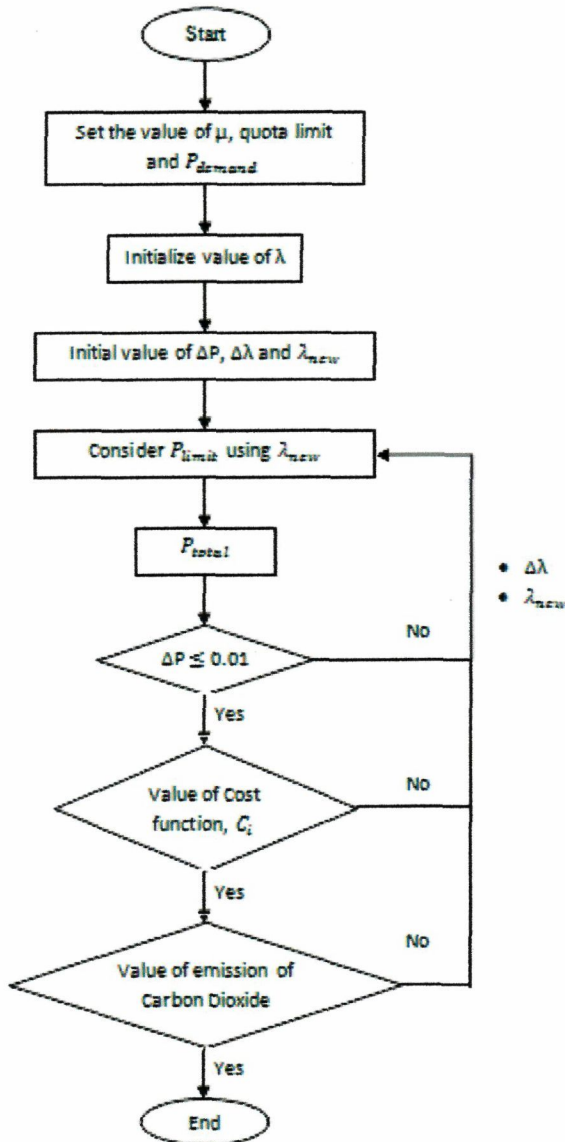 Start
Set the value of μ, quota limit
and P_demand
Initialize value of λ
Initial value of ΔP, Δλ and λ_new
Consider P_limit using λ_new
P_total
• Δλ
• λ_new
No
ΔP ≤ 0.01
Yes
No
Value of Cost
function, C_i
Yes
No
Value of emission of
Carbon Dioxide
Yes
End